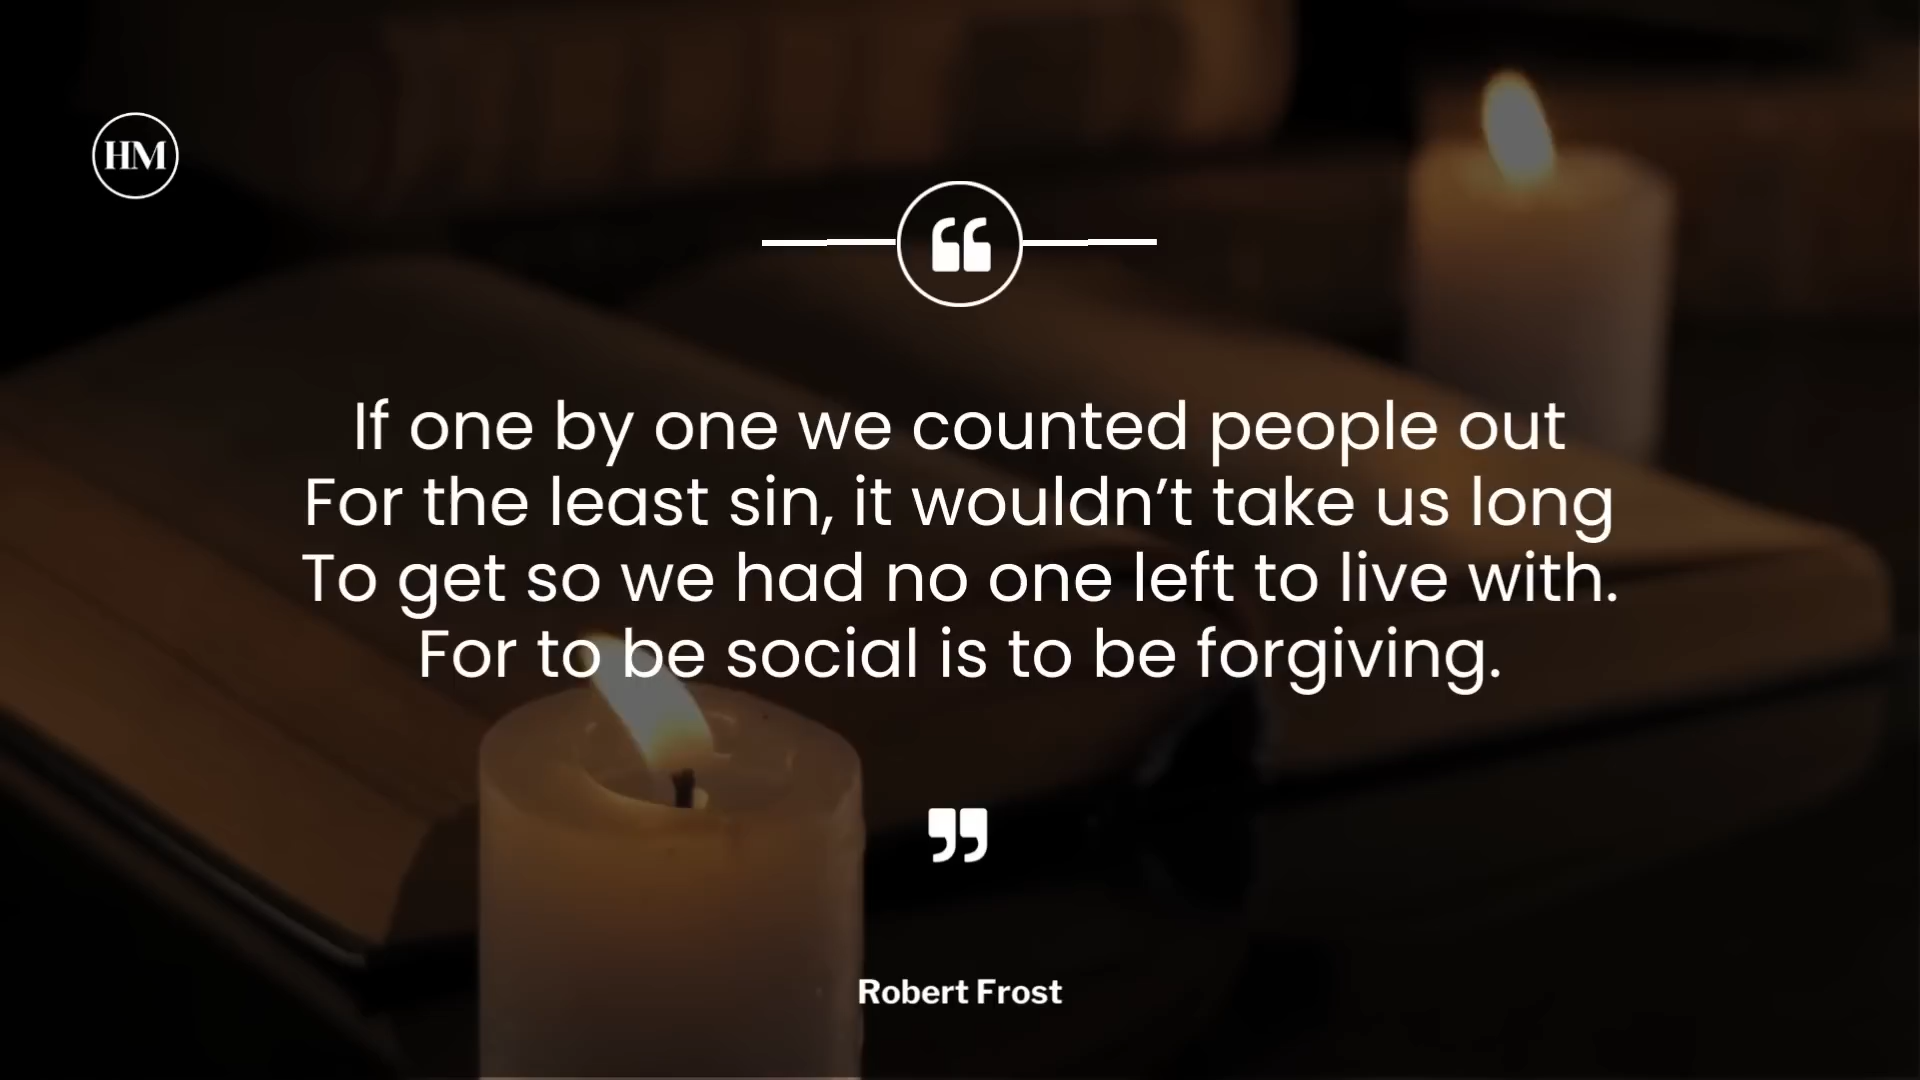 HM
“
If one by one we counted people out
For the least sin, it wouldn’t take us long
To get so we had no one left to live with.
For to be social is to be forgiving.
”
Robert Frost